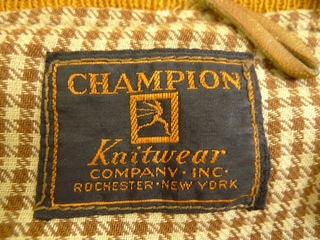 CHAMPION
Knitwear
COMPANY · INC ·
ROCHESTER · NEW YORK